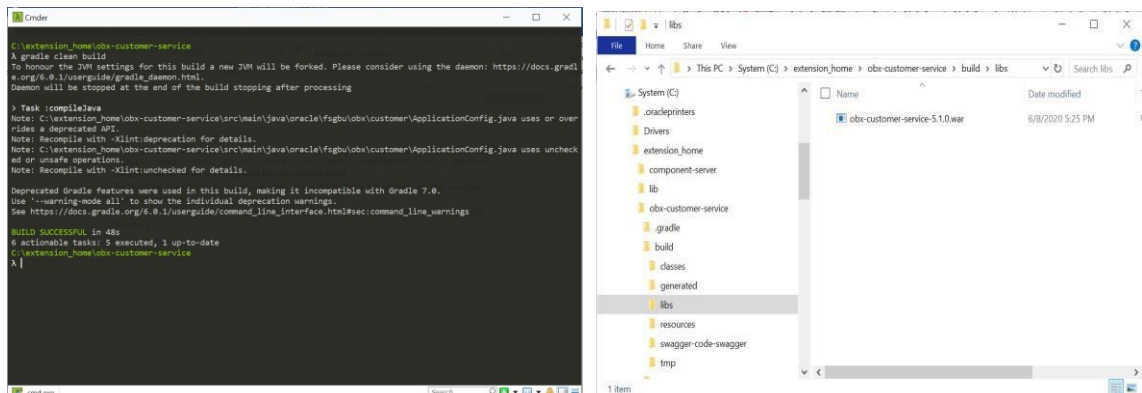 Cmder
C:\extension_home\obx-customer-service
λ gradle clean build
To honour the JVM settings for this build a new JVM will be forked. Please consider using the daemon: https://docs.gradl
e.org/6.0.1/userguide/gradle_daemon.html.
Daemon will be stopped at the end of the build stopping after processing
> Task :compileJava
Note: C:\extension_home\obx-customer-service\src\main\java\oracle\fsgbu\obx\customer\ApplicationConfig.java uses or over
rides a deprecated API.
Note: Recompile with -Xlint:deprecation for details.
Note: C:\extension_home\obx-customer-service\src\main\java\oracle\fsgbu\obx\customer\ApplicationConfig.java uses uncheck
ed or unsafe operations.
Note: Recompile with -Xlint:unchecked for details.
Deprecated Gradle features were used in this build, making it incompatible with Gradle 7.0.
Use '--warning-mode all' to show the individual deprecation warnings.
See https://docs.gradle.org/6.0.1/userguide/command_line_interface.html#sec:command_line_warnings
BUILD SUCCESSFUL in 48s
6 actionable tasks: 5 executed, 1 up-to-date
C:\extension_home\obx-customer-service
λ
cmd.exe
Search
libs
File Home Share View
This PC > System (C:) > extension_home > obx-customer-service > build > libs
Search libs
System (C:)
.oracleprinters
Drivers
extension_home
component-server
lib
obx-customer-service
.gradle
build
classes
generated
libs
resources
swagger-code-swagger
tmp
Name Date modified
obx-customer-service-5.1.0.war 6/8/2020 5:25 PM
1 item